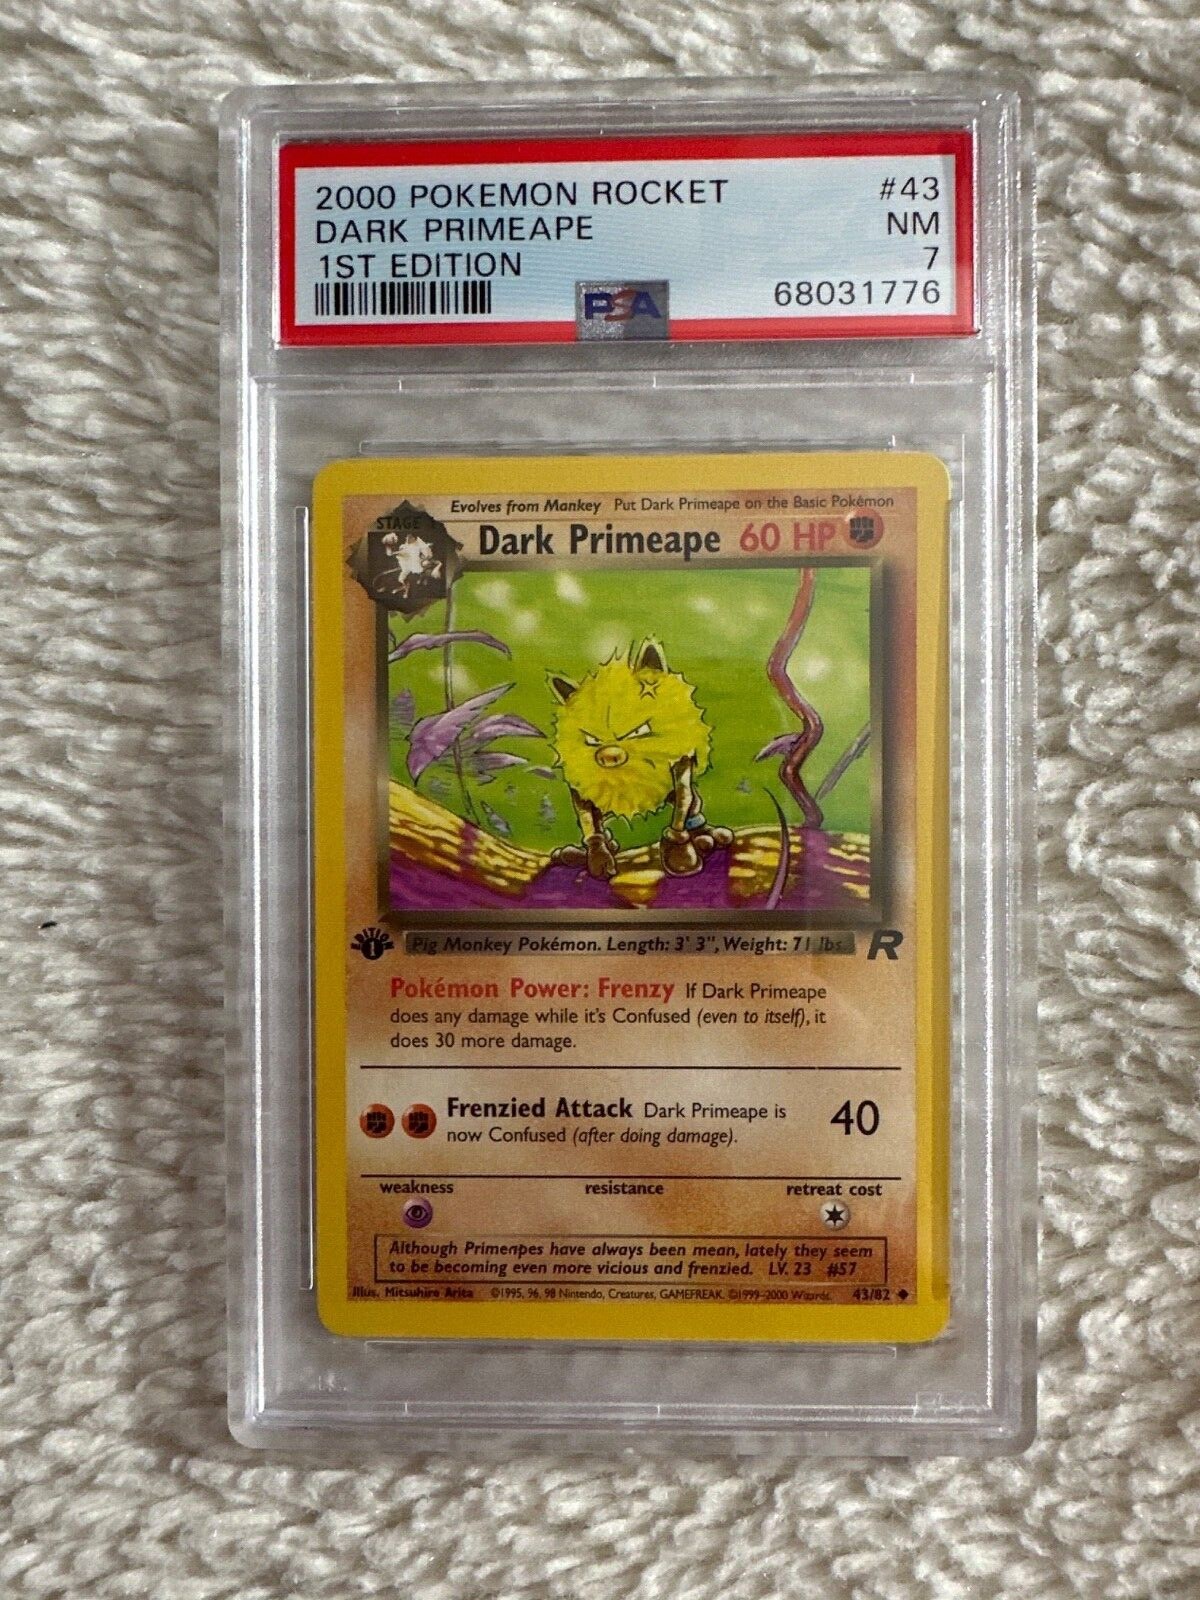 2000 POKEMON ROCKET #43
DARK PRIMEAPE NM
1ST EDITION 7
PSA 68031776
Evolves from Mankey Put Dark Primeape on the Basic Pokémon
STAGE 1
Dark Primeape 60 HP
EDITION
1
Pig Monkey Pokémon. Length: 3' 3", Weight: 71 lbs. R
Pokémon Power: Frenzy If Dark Primeape
does any damage while it's Confused (even to itself), it
does 30 more damage.
Frenzied Attack Dark Primeape is 40
now Confused (after doing damage).
weakness resistance retreat cost
Although Primeapes have always been mean, lately they seem
to be becoming even more vicious and frenzied. LV. 23 #57
Illus. Mitsuhiro Arita ©1995, 96, 98 Nintendo, Creatures, GAMEFREAK. ©1999-2000 Wizards. 43/82